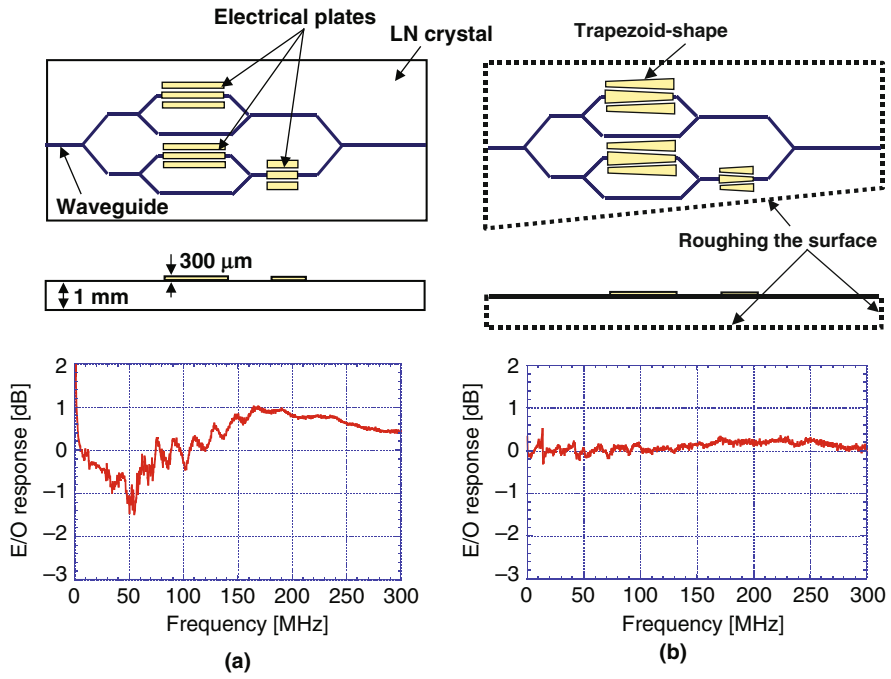 Electrical plates
LN crystal
Waveguide
300 μm
1 mm
2
1
0
–1
–2
–3
E/O response [dB]
0 50 100 150 200 250 300
Frequency [MHz]
(a)
Trapezoid-shape
Roughing the surface
2
1
0
–1
–2
–3
E/O response [dB]
0 50 100 150 200 250 300
Frequency [MHz]
(b)